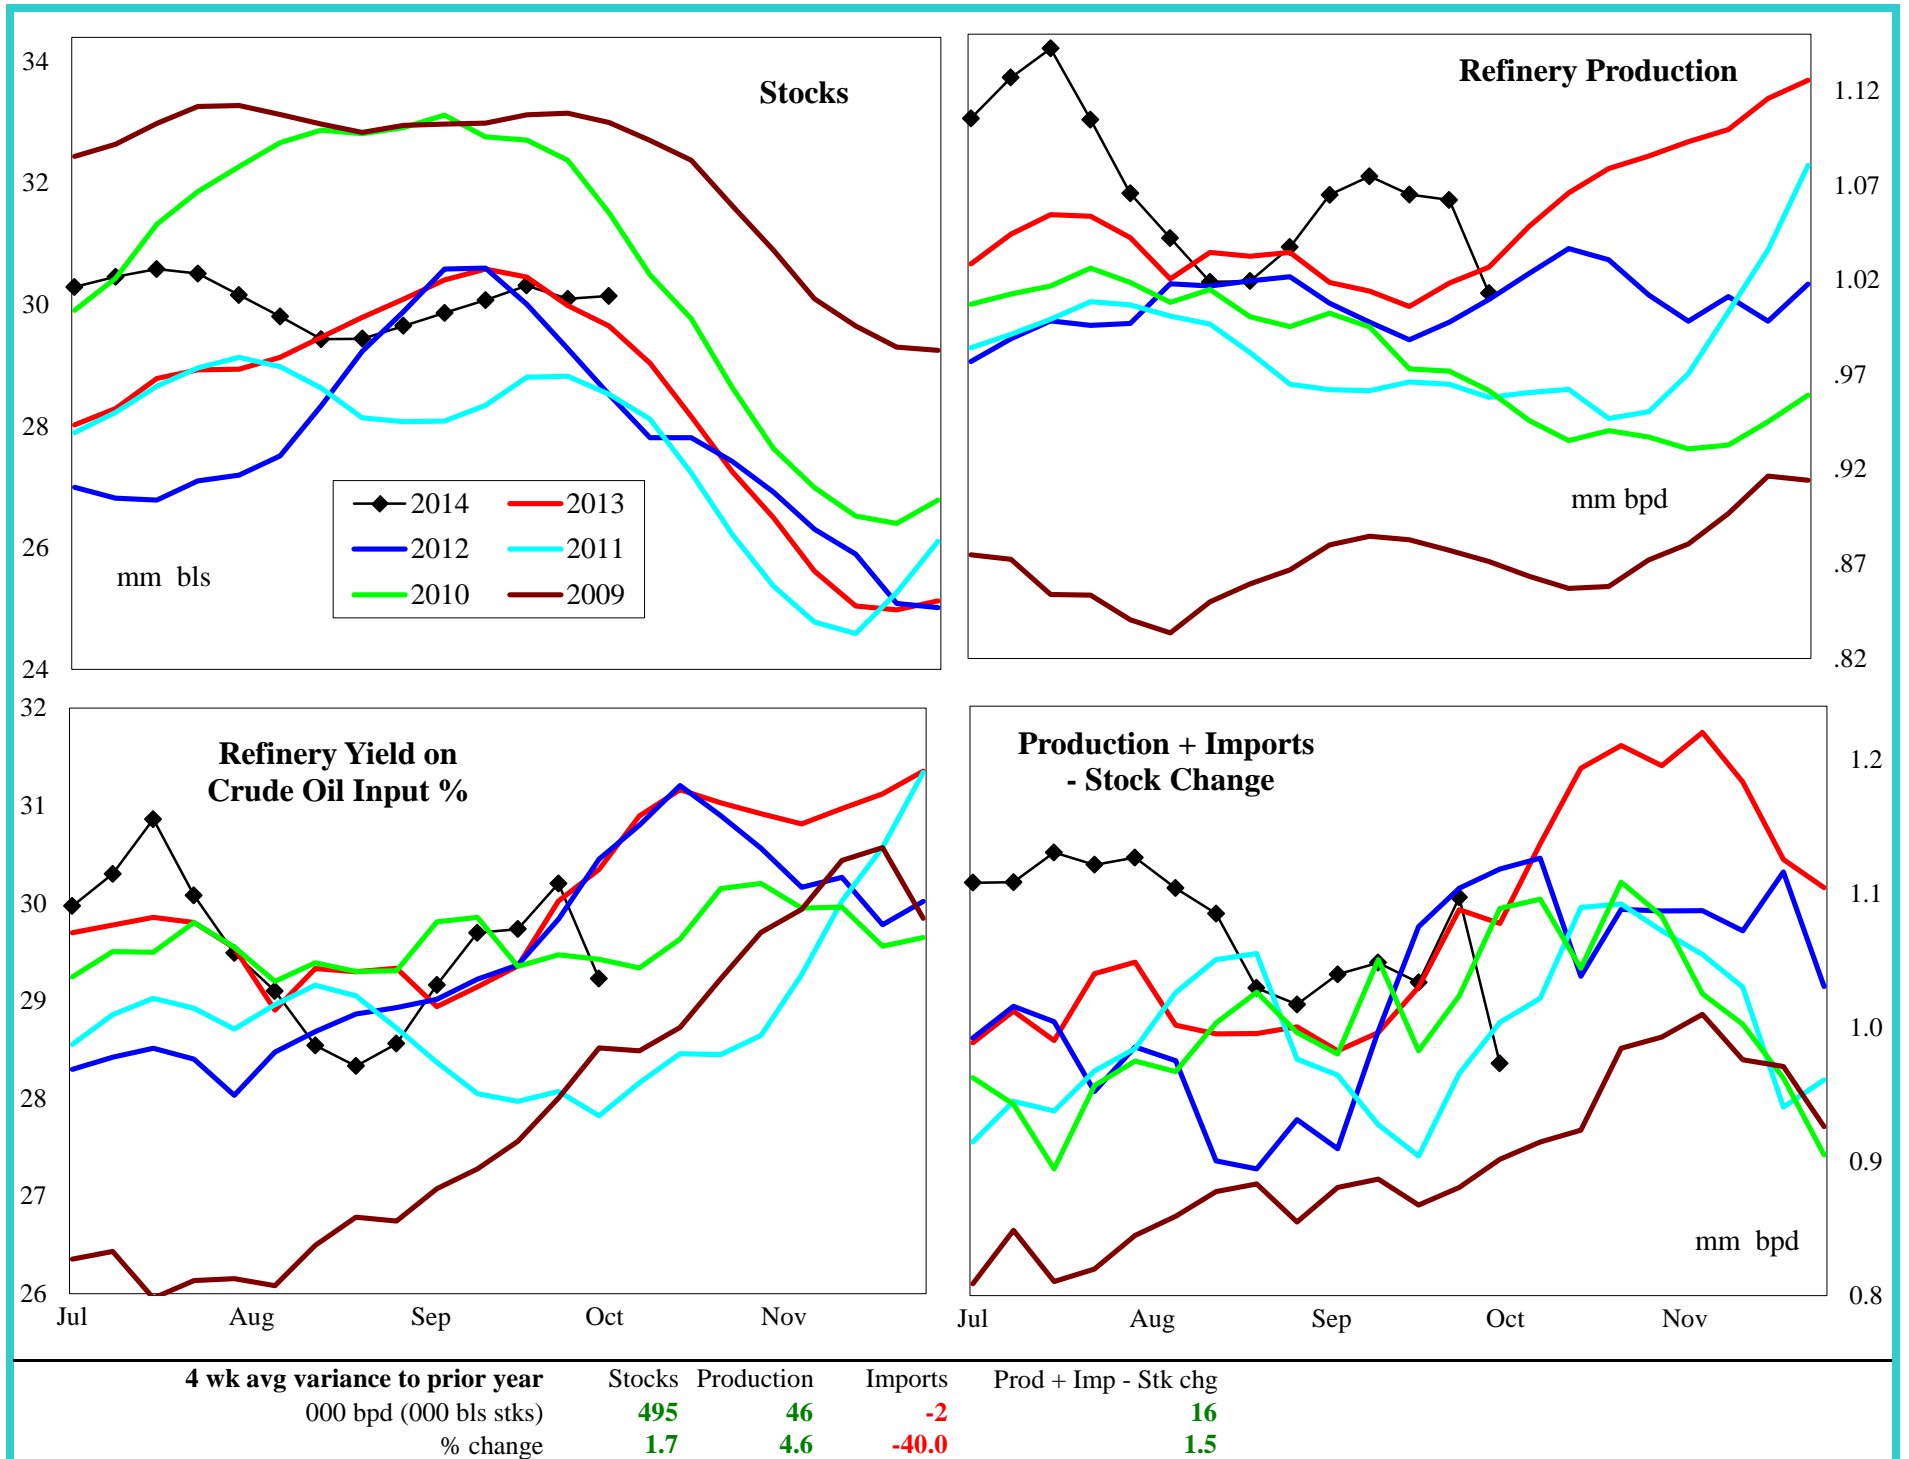 Stocks
34
32
30
28
26
24
mm bls
2014
2013
2012
2011
2010
2009
Refinery Production
1.12
1.07
1.02
.97
.92
.87
.82
mm bpd
Refinery Yield on
Crude Oil Input %
32
31
30
29
28
27
26
Jul
Aug
Sep
Oct
Nov
Production + Imports
- Stock Change
1.2
1.1
1.0
0.9
0.8
mm bpd
Jul
Aug
Sep
Oct
Nov
4 wk avg variance to prior year Stocks Production Imports Prod + Imp - Stk chg
000 bpd (000 bls stks) 495 46 -2 16
% change 1.7 4.6 -40.0 1.5